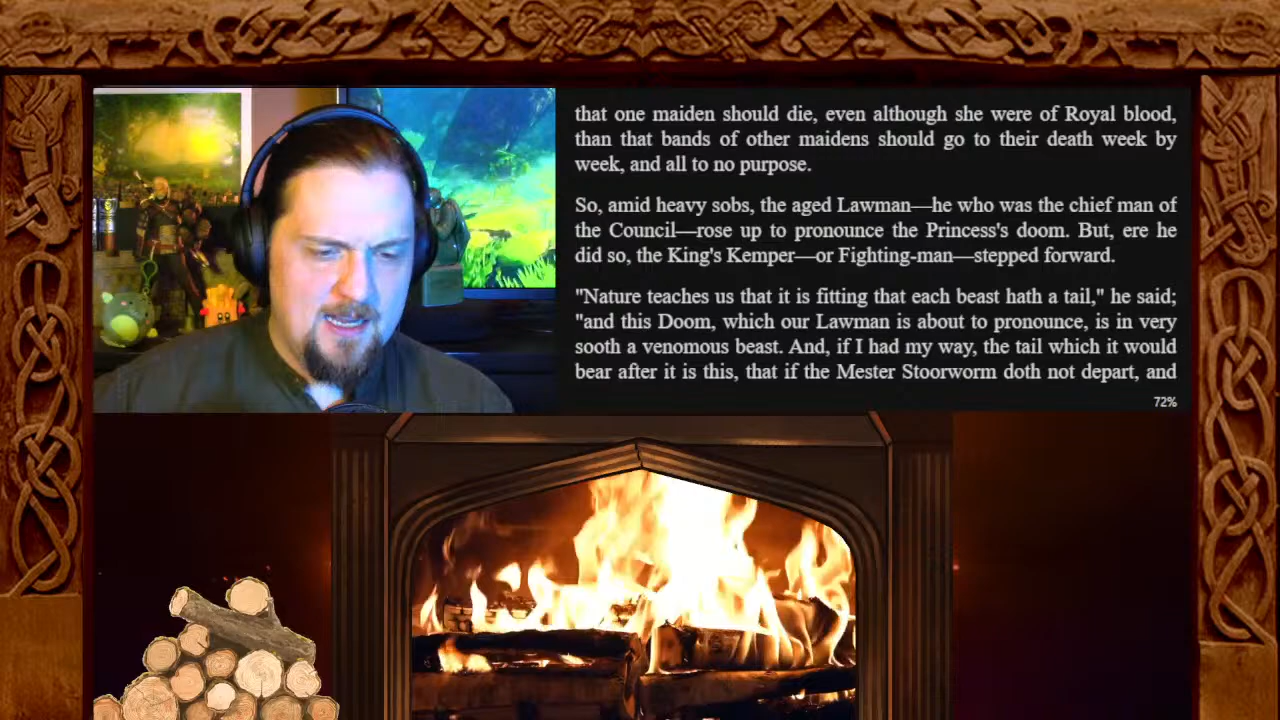 that one maiden should die, even although she were of Royal blood,
than that bands of other maidens should go to their death week by
week, and all to no purpose.
So, amid heavy sobs, the aged Lawman—he who was the chief man of
the Council—rose up to pronounce the Princess's doom. But, ere he
did so, the King's Kemper—or Fighting-man—stepped forward.
"Nature teaches us that it is fitting that each beast hath a tail," he said;
"and this Doom, which our Lawman is about to pronounce, is in very
sooth a venomous beast. And, if I had my way, the tail which it would
bear after it is this, that if the Mester Stoorworm doth not depart, and
72%